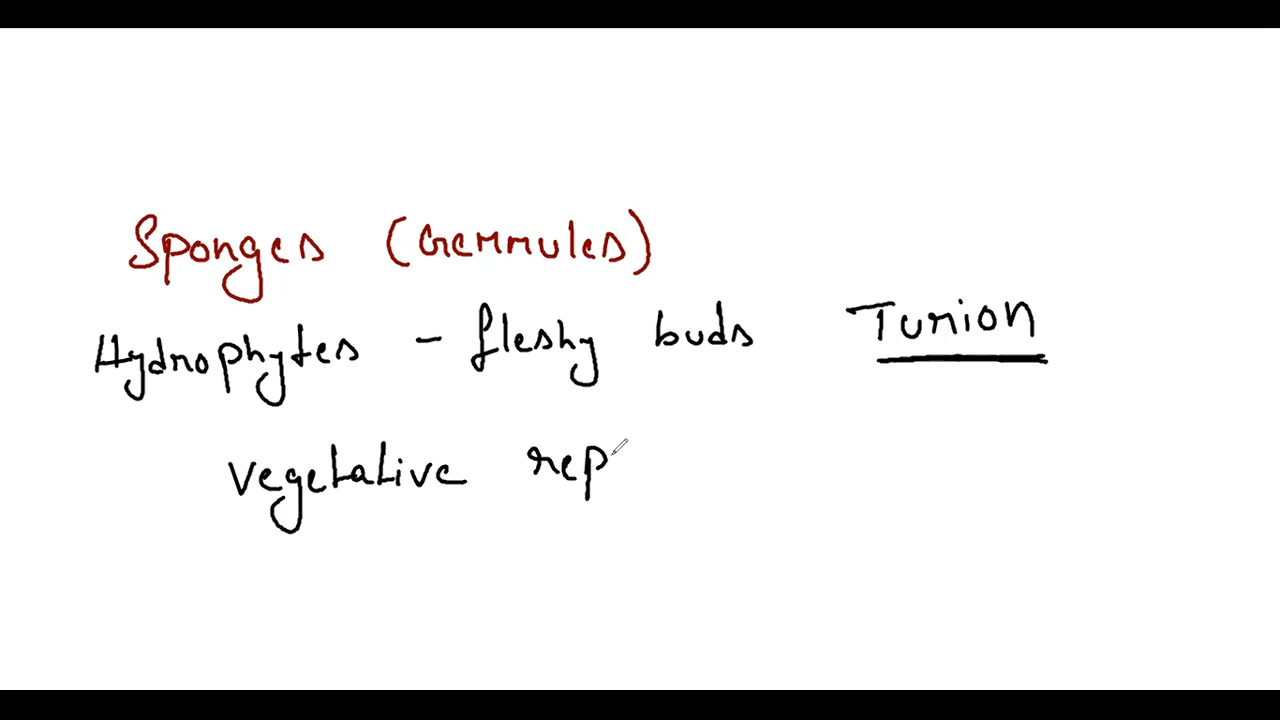 Sponges (Gemmules)
Hydrophytes - fleshy buds Turion
vegetative rep